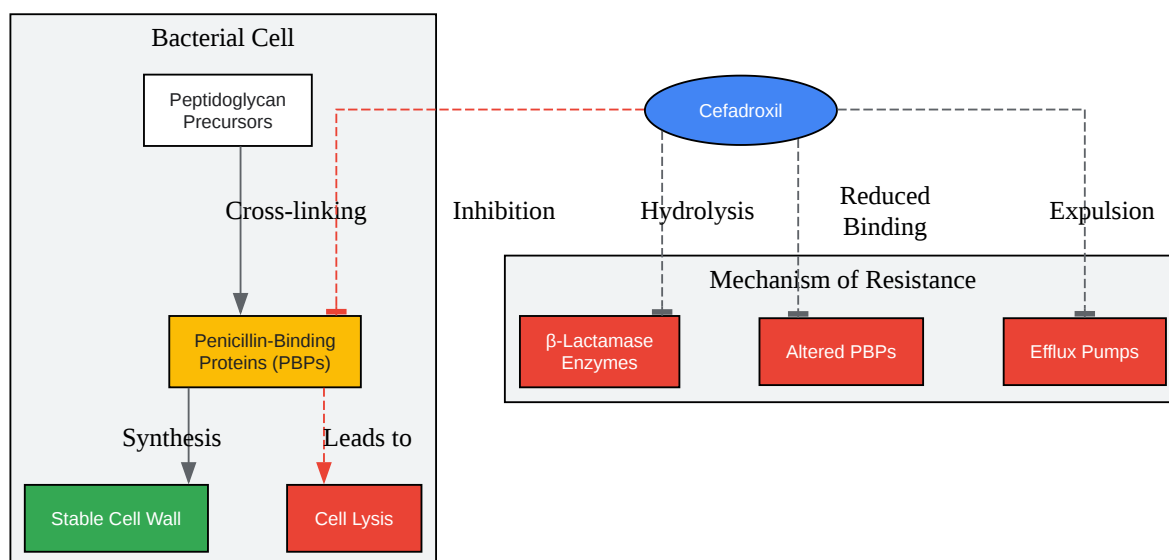 Bacterial Cell
Peptidoglycan
Precursors
Cefadroxil
Cross-linking
Inhibition
Hydrolysis
Reduced
Binding
Expulsion
Mechanism of Resistance
Penicillin-Binding
Proteins (PBPs)
β-Lactamase
Enzymes
Altered PBPs
Efflux Pumps
Synthesis
Leads to
Stable Cell Wall
Cell Lysis